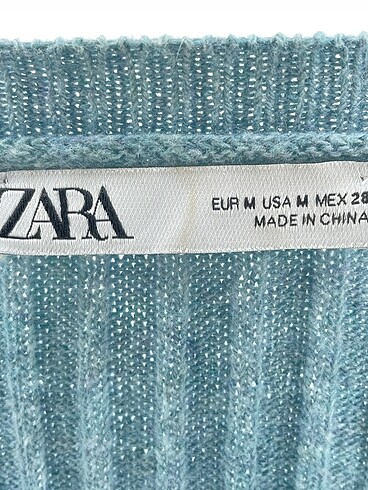 ZARA
EUR M USA M MEX 28
MADE IN CHINA